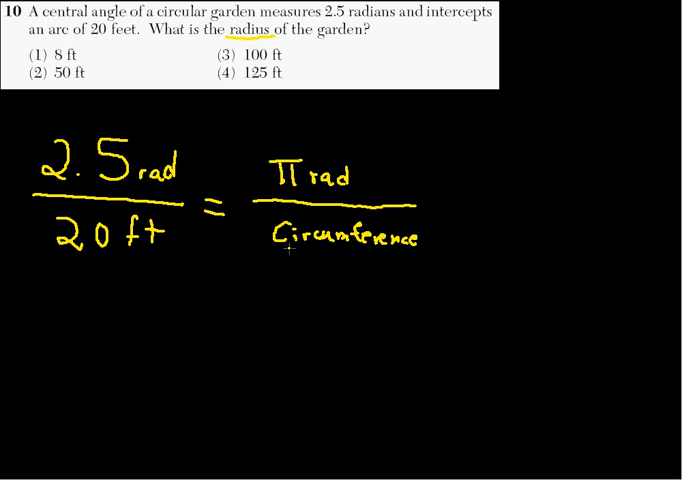 10 A central angle of a circular garden measures 2.5 radians and intercepts
an arc of 20 feet. What is the radius of the garden?
(1) 8 ft (3) 100 ft
(2) 50 ft (4) 125 ft
2.5 rad = π rad
20 ft Circumference